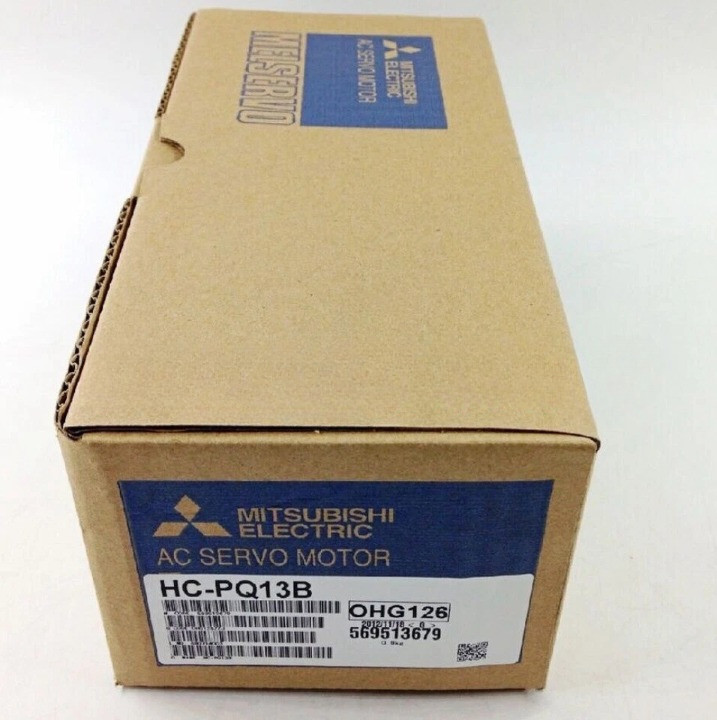 MITSUBISHI
ELECTRIC
AC SERVO MOTOR
MELSERVO
MITSUBISHI
ELECTRIC
AC SERVO MOTOR
HC-PQ13B
OHG126
569513679